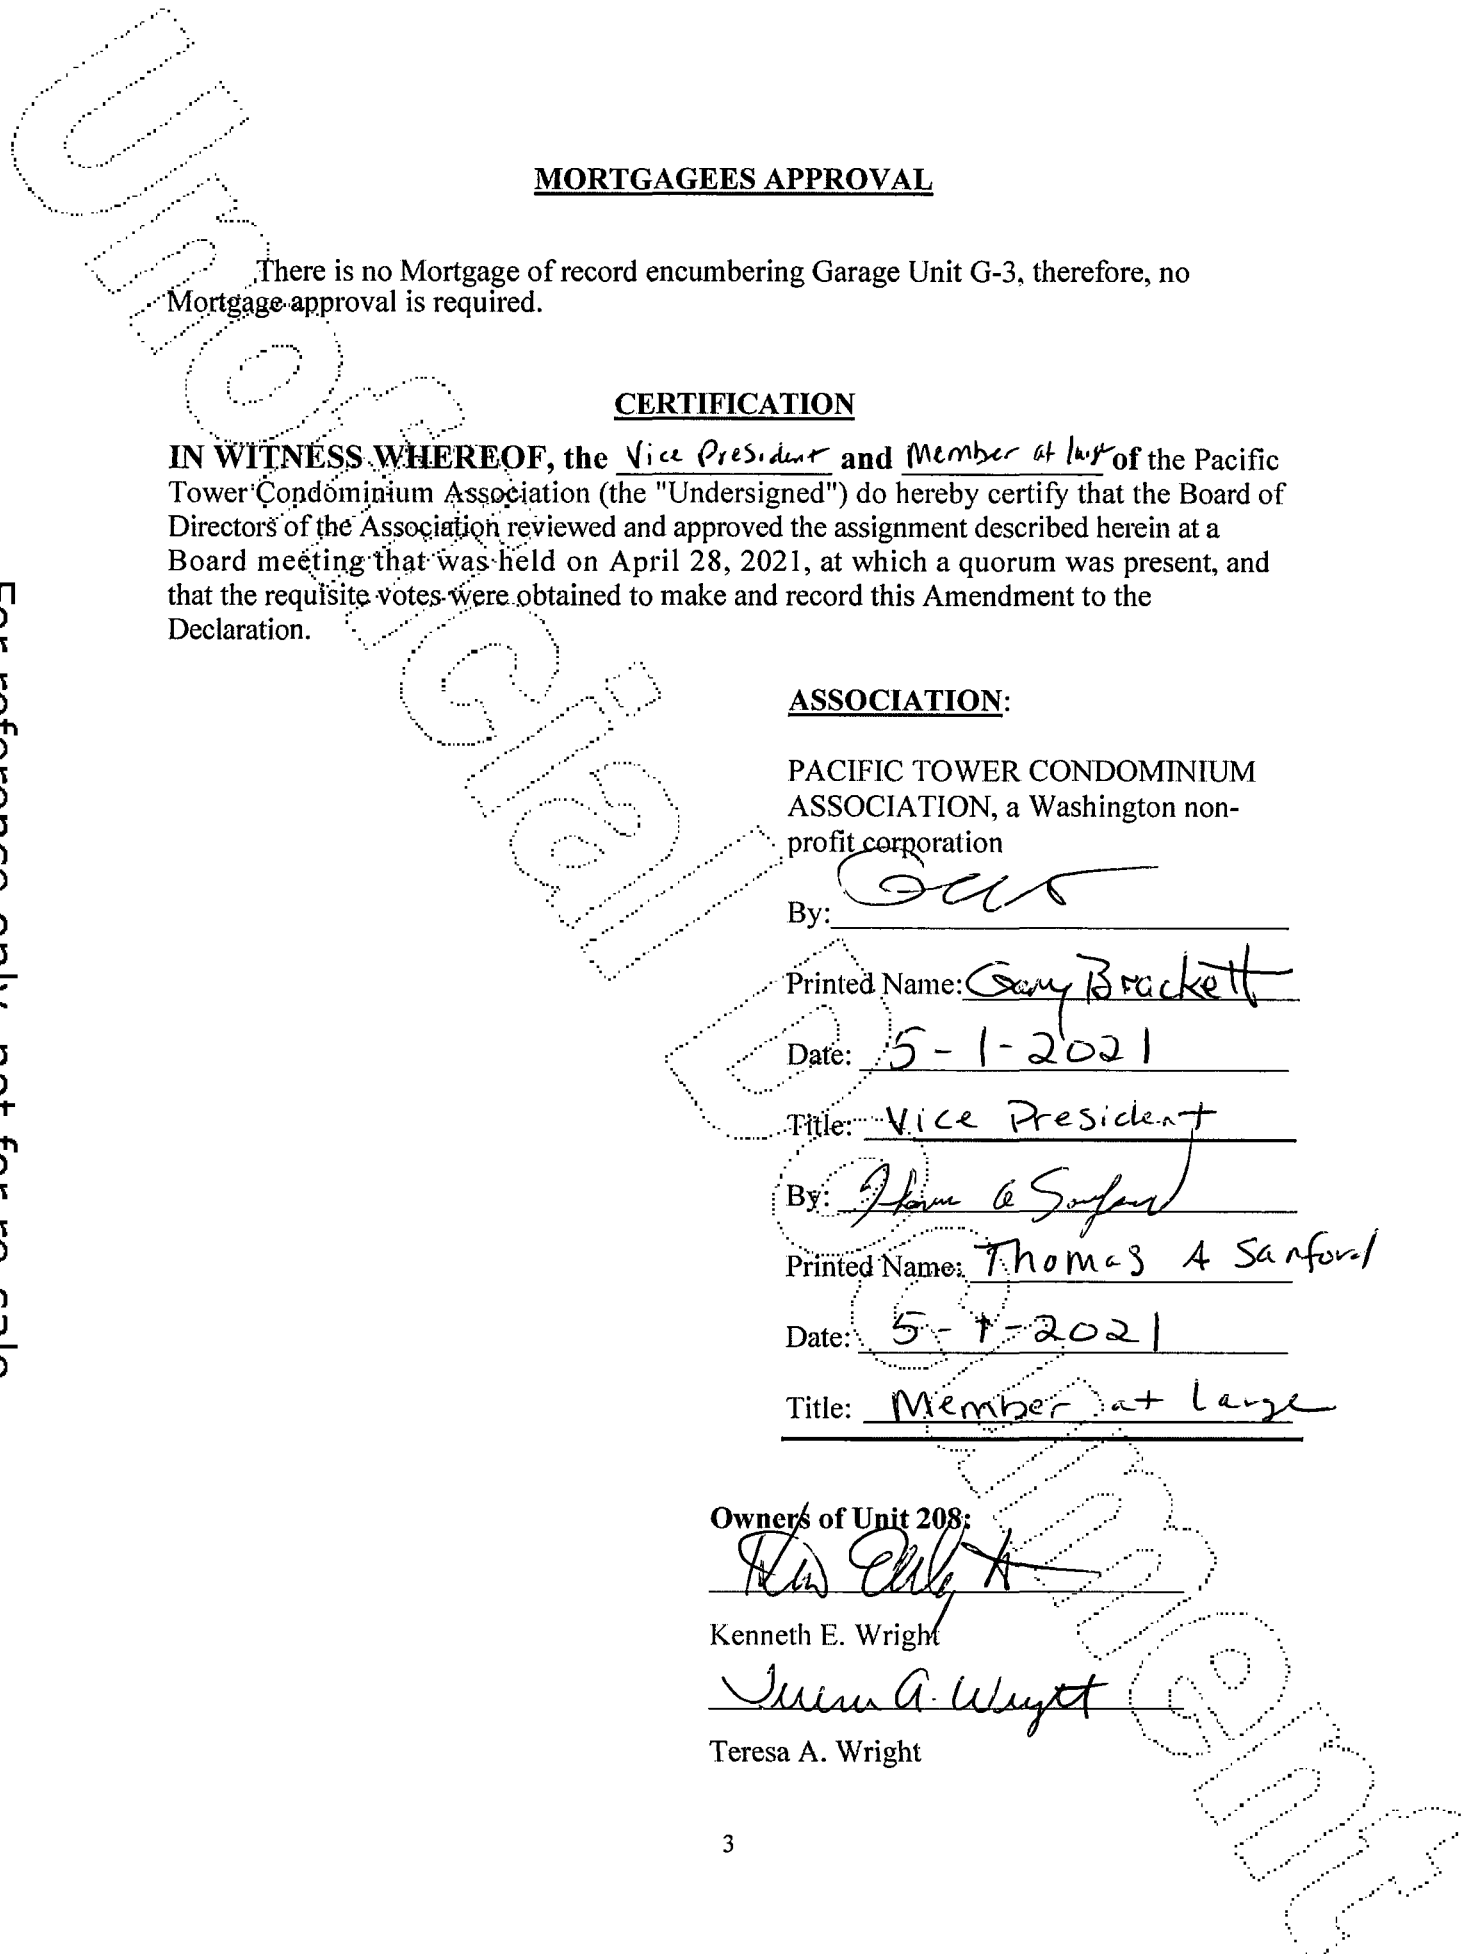 MORTGAGEES APPROVAL
There is no Mortgage of record encumbering Garage Unit G-3, therefore, no
Mortgage approval is required.
CERTIFICATION
IN WITNESS WHEREOF, the Vice President and Member at of the Pacific
Tower Condominium Association (the "Undersigned") do hereby certify that the Board of
Directors of the Association reviewed and approved the assignment described herein at a
Board meeting that was held on April 28, 2021, at which a quorum was present, and
that the requisite votes were obtained to make and record this Amendment to the
Declaration.
ASSOCIATION:
PACIFIC TOWER CONDOMINIUM
ASSOCIATION, a Washington non-
profit corporation
By:
Printed Name: Gary Brackett
Date: 5-1-2021
Title: Vice President
By: Thomas A Sanford
Printed Name: Thomas A Sanford
Date: 5-1-2021
Title: Member at Large
Owners of Unit 208:
Kenneth E. Wright
Teresa A. Wright
Teresa A. Wright
3
Unofficial Document
For reference only, not for re-sale